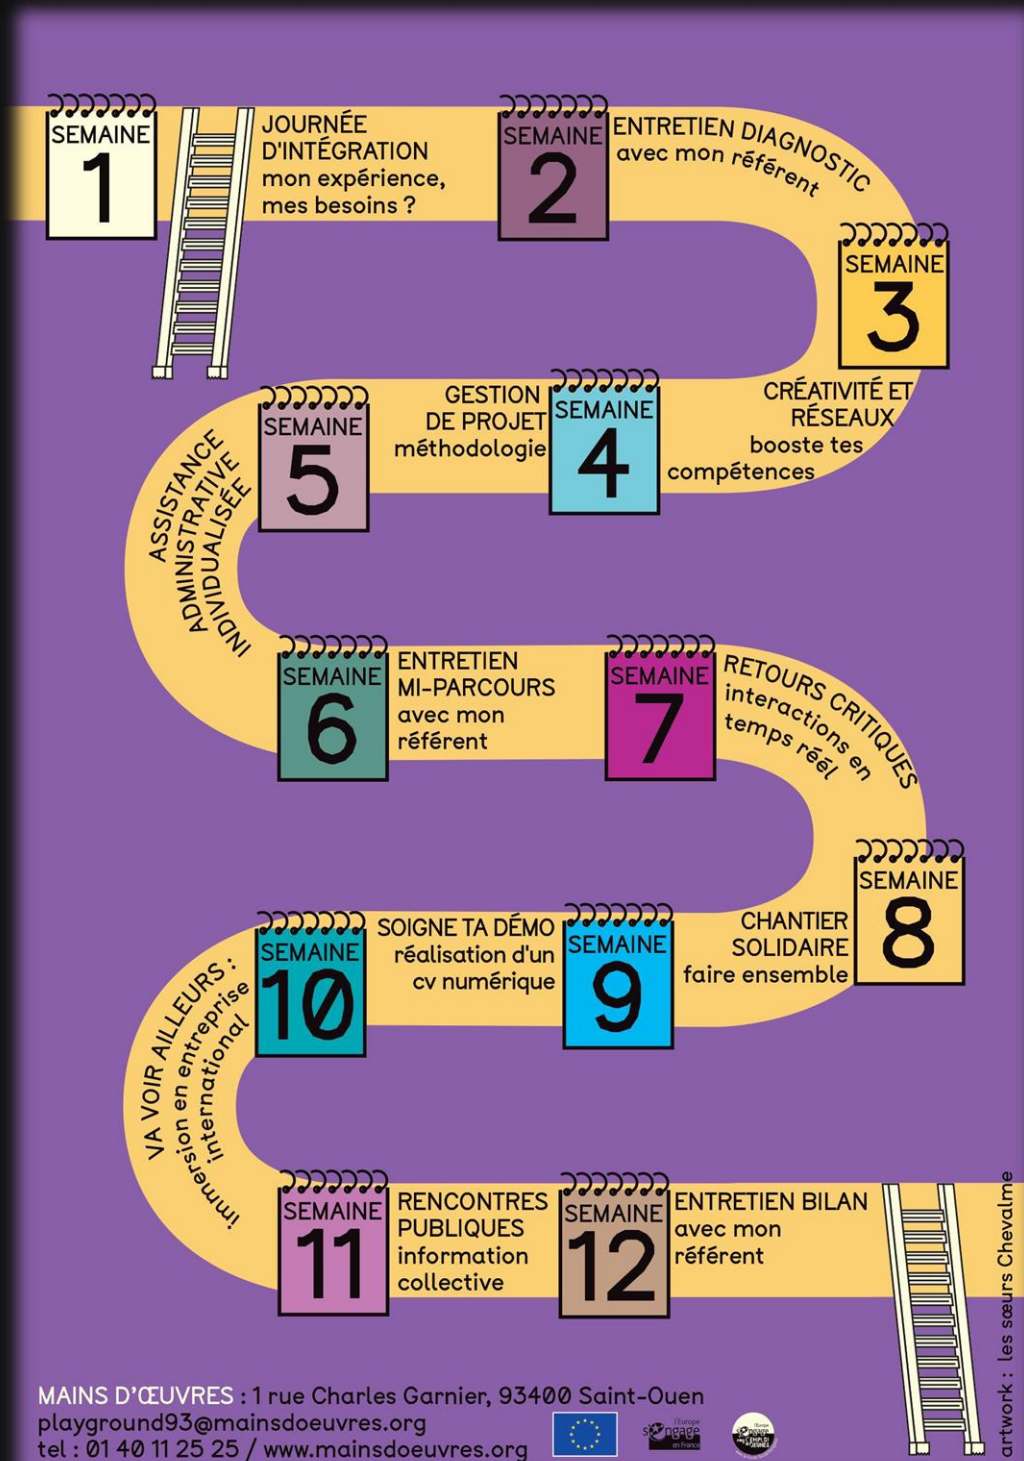 SEMAINE
1
JOURNÉE
D'INTÉGRATION
mon expérience,
mes besoins ?
SEMAINE
2
ENTRETIEN DIAGNOSTIC
avec mon référent
SEMAINE
3
CRÉATIVITÉ ET
RÉSEAUX
booste tes
compétences
SEMAINE
4
GESTION
DE PROJET
méthodologie
SEMAINE
5
ASSISTANCE
ADMINISTRATIVE
INDIVIDUALISÉE
SEMAINE
6
ENTRETIEN
MI-PARCOURS
avec mon
référent
SEMAINE
7
RETOURS CRITIQUES
interactions en
temps réél
SEMAINE
8
CHANTIER
SOLIDAIRE
faire ensemble
SEMAINE
9
SOIGNE TA DÉMO
réalisation d'un
cv numérique
SEMAINE
10
VA VOIR AILLEURS :
immersion en entreprise
international
SEMAINE
11
RENCONTRES
PUBLIQUES
information
collective
SEMAINE
12
ENTRETIEN BILAN
avec mon
référent
MAINS D'ŒUVRES : 1 rue Charles Garnier, 93400 Saint-Ouen
playground93@mainsdoeuvres.org
tel : 01 40 11 25 25 / www.mainsdoeuvres.org
l'Europe
s'engage
en France
artwork : les sœurs Chevalme